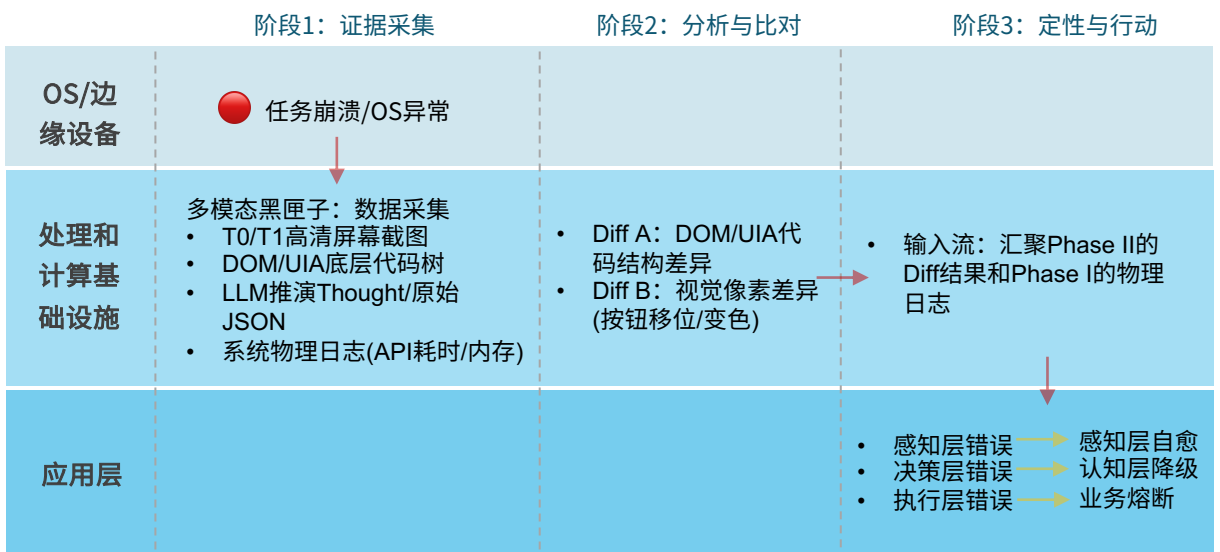 阶段1：证据采集
阶段2：分析与比对
阶段3：定性与行动
OS/边
缘设备
任务崩溃/OS异常
处理和
计算基
础设施
多模态黑匣子：数据采集
• T0/T1高清屏幕截图
• DOM/UIA底层代码树
• LLM推演Thought/原始
JSON
• 系统物理日志(API耗时/内存)
• Diff A：DOM/UIA代
码结构差异
• Diff B：视觉像素差异
(按钮移位/变色)
• 输入流：汇聚Phase II的
Diff结果和Phase I的物理
日志
应用层
• 感知层错误 感知层自愈
• 决策层错误 认知层降级
• 执行层错误 业务熔断